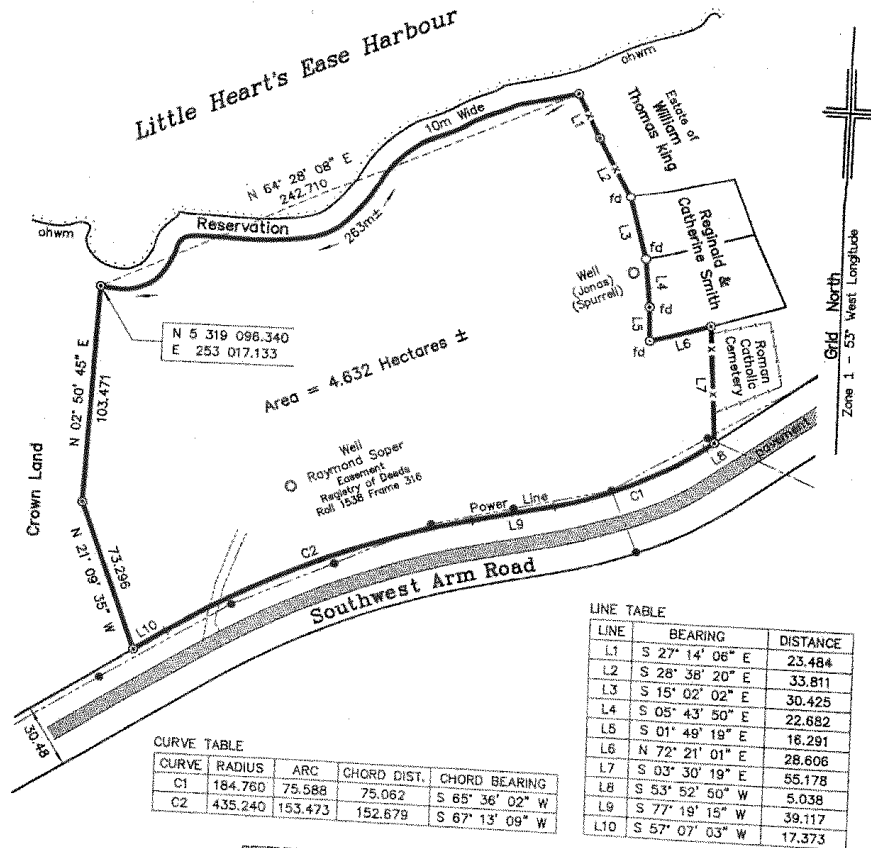 Little Heart's Ease Harbour
ohwm
10m Wide
N 64° 28' 08" E
242.710
Reservation
263m±
ohwm
L1
L2
Estate of
William
Thomas King
fd
L3
fd
L4
fd
L5
fd
L6
L7
L8
Reginald &
Catherine Smith
Well
(Jonas)
(Spurrell)
Roman
Catholic
Cemetery
Grid North
Zone 1 - 53° West Longitude
N 5 319 096.340
E 253 017.133
N 02° 50' 45" E
103.471
Area = 4.632 Hectares ±
Crown Land
Well
Raymond Soper
Easement
Registry of Deeds
Roll 1538 Frame 316
N 21° 09' 35" W
73.296
L10
C2
Power Line
L9
C1
Pavement
Southwest Arm Road
30.48
LINE TABLE
LINE BEARING DISTANCE
L1 S 27° 14' 06" E 23.484
L2 S 28° 38' 20" E 33.811
L3 S 15° 02' 02" E 30.425
L4 S 05° 43' 50" E 22.682
L5 S 01° 49' 19" E 16.291
L6 N 72° 21' 01" E 28.606
L7 S 03° 30' 19" E 55.178
L8 S 53° 52' 50" W 5.038
L9 S 77° 19' 15" W 39.117
L10 S 57° 07' 03" W 17.373
CURVE TABLE
CURVE RADIUS ARC CHORD DIST. CHORD BEARING
C1 184.760 75.588 75.062 S 65° 36' 02" W
C2 435.240 153.473 152.679 S 67° 13' 09" W